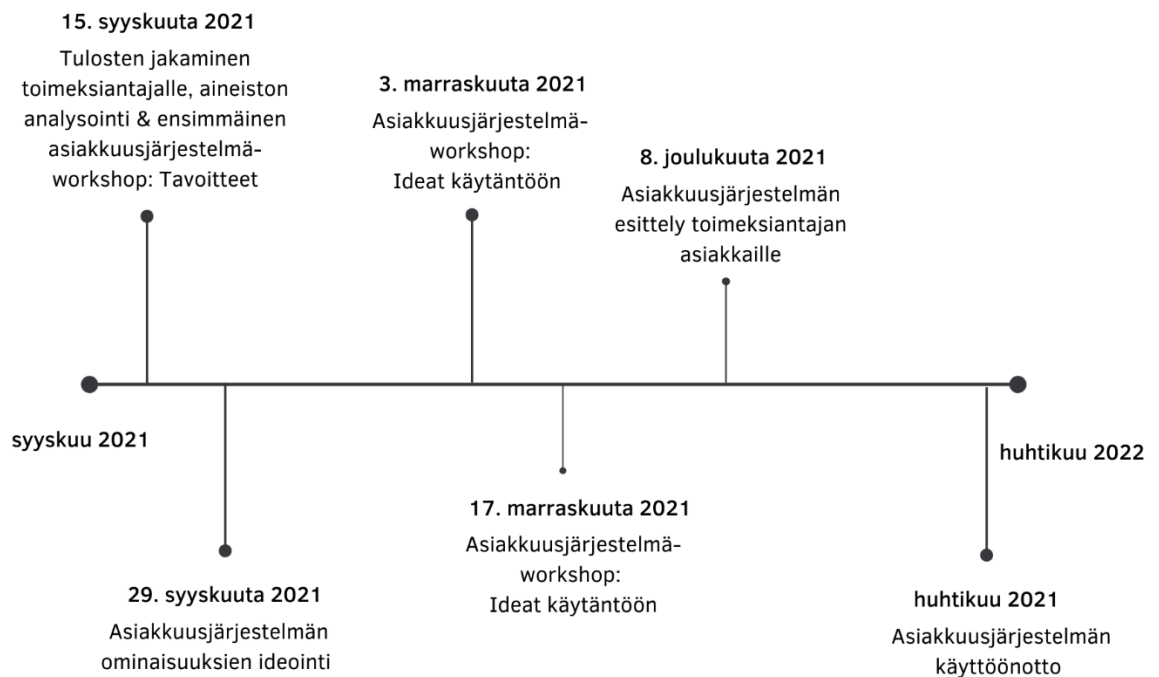 15. syyskuuta 2021
Tulosten jakaminen
toimeksiantajalle, aineiston
analysointi & ensimmäinen
asiakkuusjärjestelmä-
workshop: Tavoitteet
3. marraskuuta 2021
Asiakkuusjärjestelmä-
workshop:
Ideat käytäntöön
8. joulukuuta 2021
Asiakkuusjärjestelmän
esittely toimeksiantajan
asiakkaille
syyskuu 2021
huhtikuu 2022
29. syyskuuta 2021
Asiakkuusjärjestelmän
ominaisuuksien ideointi
17. marraskuuta 2021
Asiakkuusjärjestelmä-
workshop:
Ideat käytäntöön
huhtikuu 2021
Asiakkuusjärjestelmän
käyttöönotto